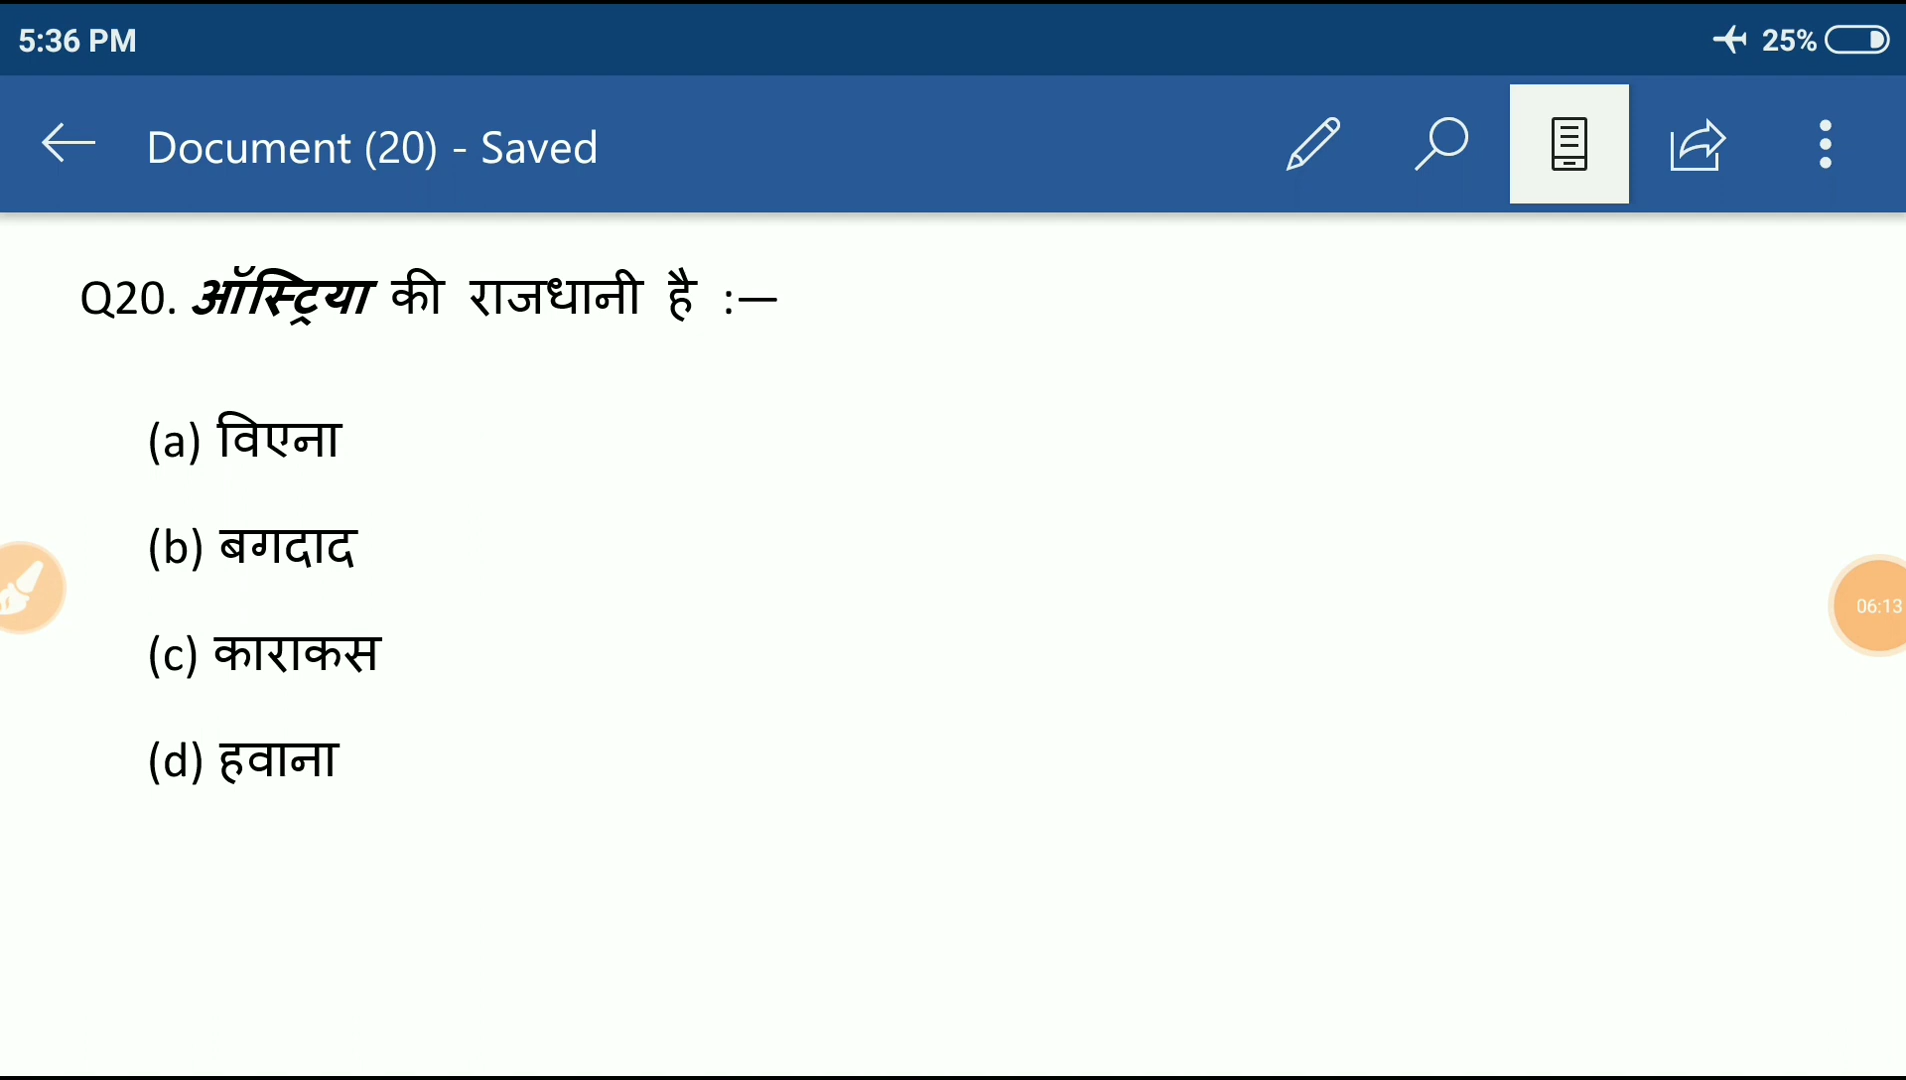 5:36 PM 25%
Document (20) - Saved
Q20. ऑस्ट्रिया की राजधानी है :—
(a) विएना
(b) बगदाद
06:13
(c) काराकस
(d) हवाना